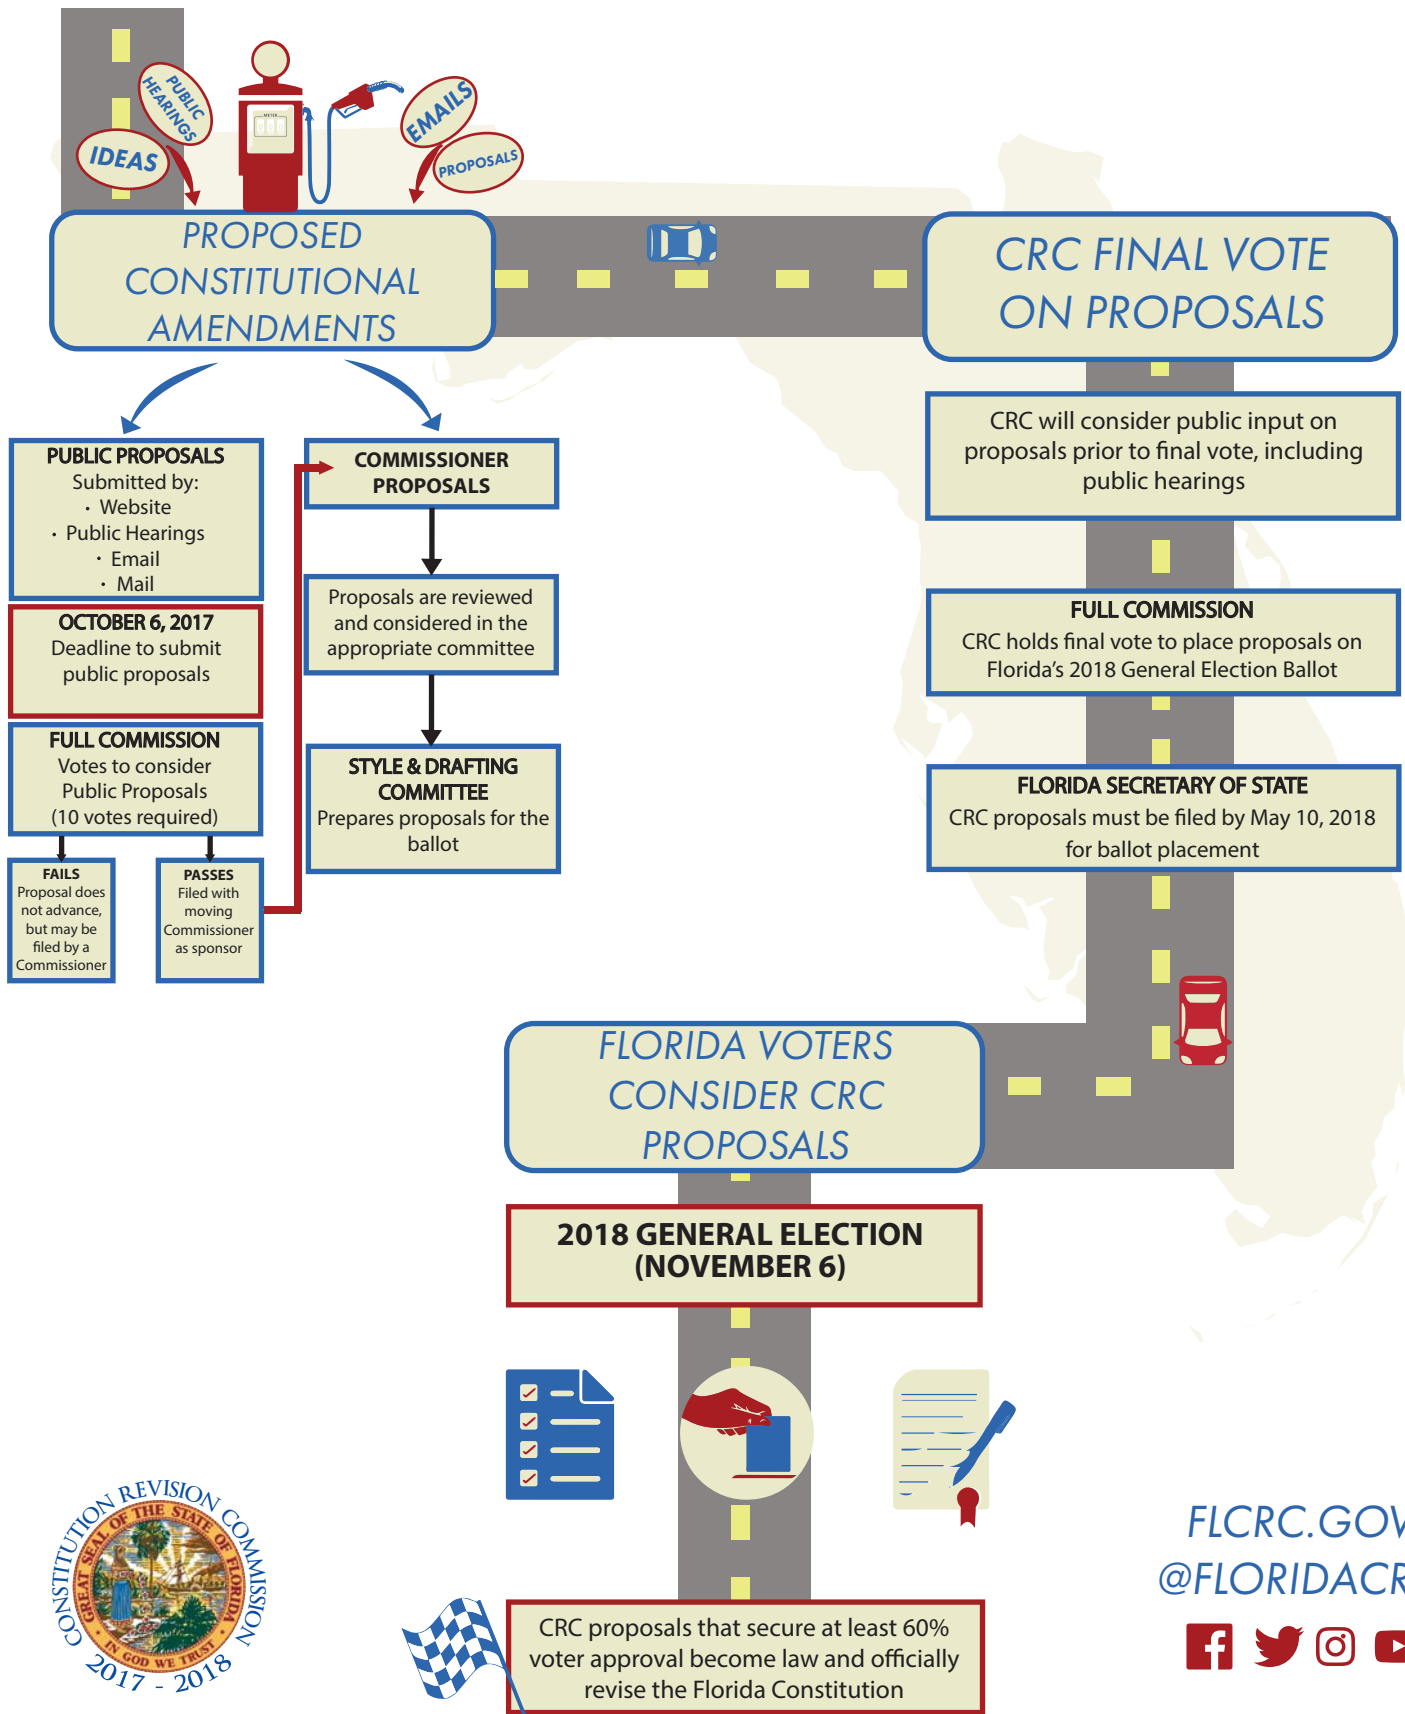 PUBLIC
HEARINGS
IDEAS
METER
EMAILS
PROPOSALS
PROPOSED
CONSTITUTIONAL
AMENDMENTS
CRC FINAL VOTE
ON PROPOSALS
PUBLIC PROPOSALS
Submitted by:
· Website
· Public Hearings
· Email
· Mail
OCTOBER 6, 2017
Deadline to submit
public proposals
FULL COMMISSION
Votes to consider
Public Proposals
(10 votes required)
FAILS
Proposal does
not advance,
but may be
filed by a
Commissioner
PASSES
Filed with
moving
Commissioner
as sponsor
COMMISSIONER
PROPOSALS
Proposals are reviewed
and considered in the
appropriate committee
STYLE & DRAFTING
COMMITTEE
Prepares proposals for the
ballot
CRC will consider public input on
proposals prior to final vote, including
public hearings
FULL COMMISSION
CRC holds final vote to place proposals on
Florida's 2018 General Election Ballot
FLORIDA SECRETARY OF STATE
CRC proposals must be filed by May 10, 2018
for ballot placement
FLORIDA VOTERS
CONSIDER CRC
PROPOSALS
2018 GENERAL ELECTION
(NOVEMBER 6)
CRC proposals that secure at least 60%
voter approval become law and officially
revise the Florida Constitution
CONSTITUTION REVISION COMMISSION
GREAT SEAL OF THE STATE OF FLORIDA
IN GOD WE TRUST
2017 - 2018
FLCRC.GOV
@FLORIDACR